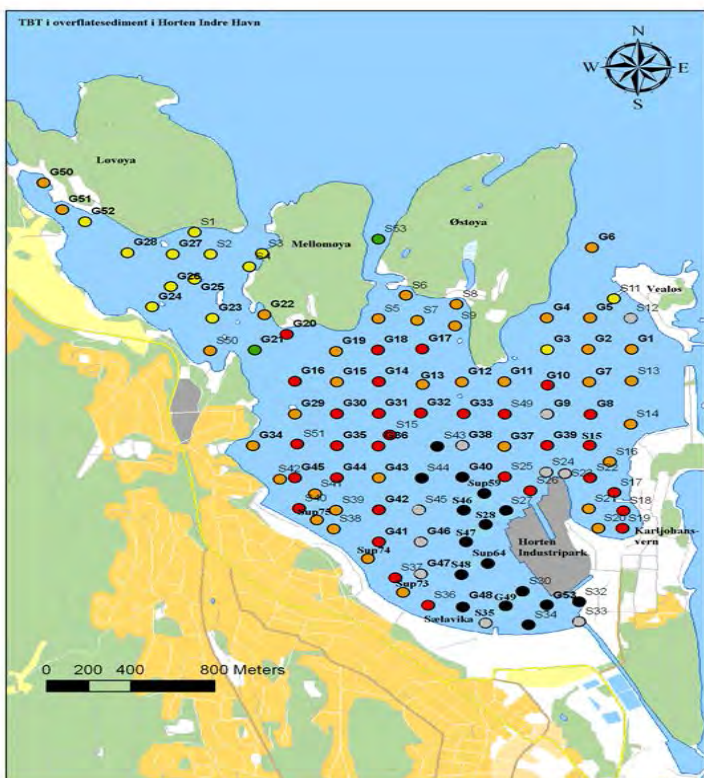 TBT i overflatesediment i Horten Indre Havn
N
W E
S
Løvøya
G50
G51
G52
S1
G28 G27 S2 S3
S4
Mellomøya
S53
Østøya
G6
Vealøs
G26
G25
G24
G23
G22
S6
S8
S11
S5 S7 S9
G4 G5 S12
G20
S50 G21
G19 G18 G17
G3 G2 G1
G16 G15 G14 G13 G12 G11 G10 G7 S13
G29 G30 G31 G32 G33 S49 G9 G8
S14
S15
G34 S51 G35 G36 S43 G38 G37 G39 S15
S16
S42 G45 G44 G43 S44 G40 S25 S24 S23 S22
S41
Sup59
S26
S17
S40 S39 G42 S45 S46 S27 S21 S18
Sup75
S38
S28
S20 S19
Karljohans-
vern
G41 G46 S47
Horten
Industripark
Sup74
Sup64
S37 G47 S48
Sup73
S30
S36 G48 G49 G53 S32
Sælavika S35 S34 S33
0 200 400 800 Meters